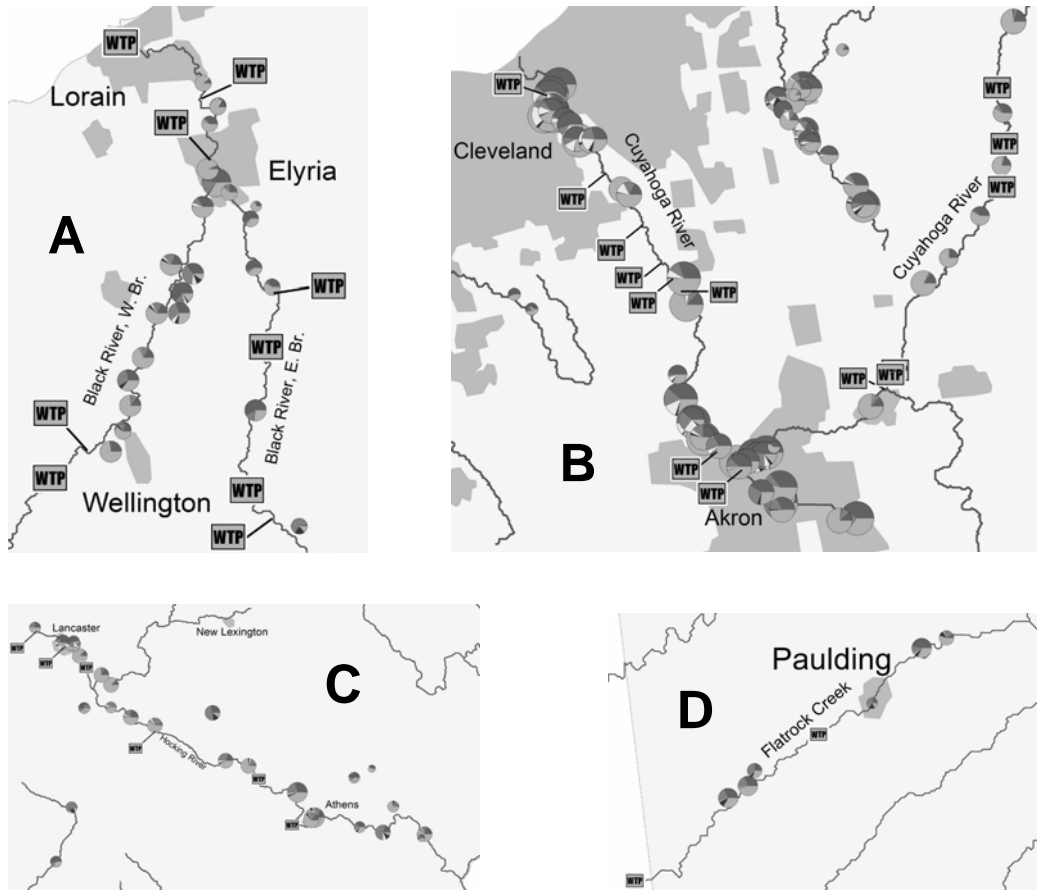 WTP
WTP
Lorain
WTP
Elyria
A
Black River, W. Br.
WTP
WTP
Black River, E. Br.
WTP
WTP
WTP
Wellington
WTP
WTP
Cleveland
Cuyahoga River
WTP
WTP
WTP
WTP
WTP
WTP
WTP
WTP
Cuyahoga River
WTP
WTP
B
WTP
WTP
Akron
Lancaster
New Lexington
WTP
WTP
WTP
C
WTP
Hocking River
WTP
Athens
WTP
Paulding
D
Flatrock Creek
WTP
WTP